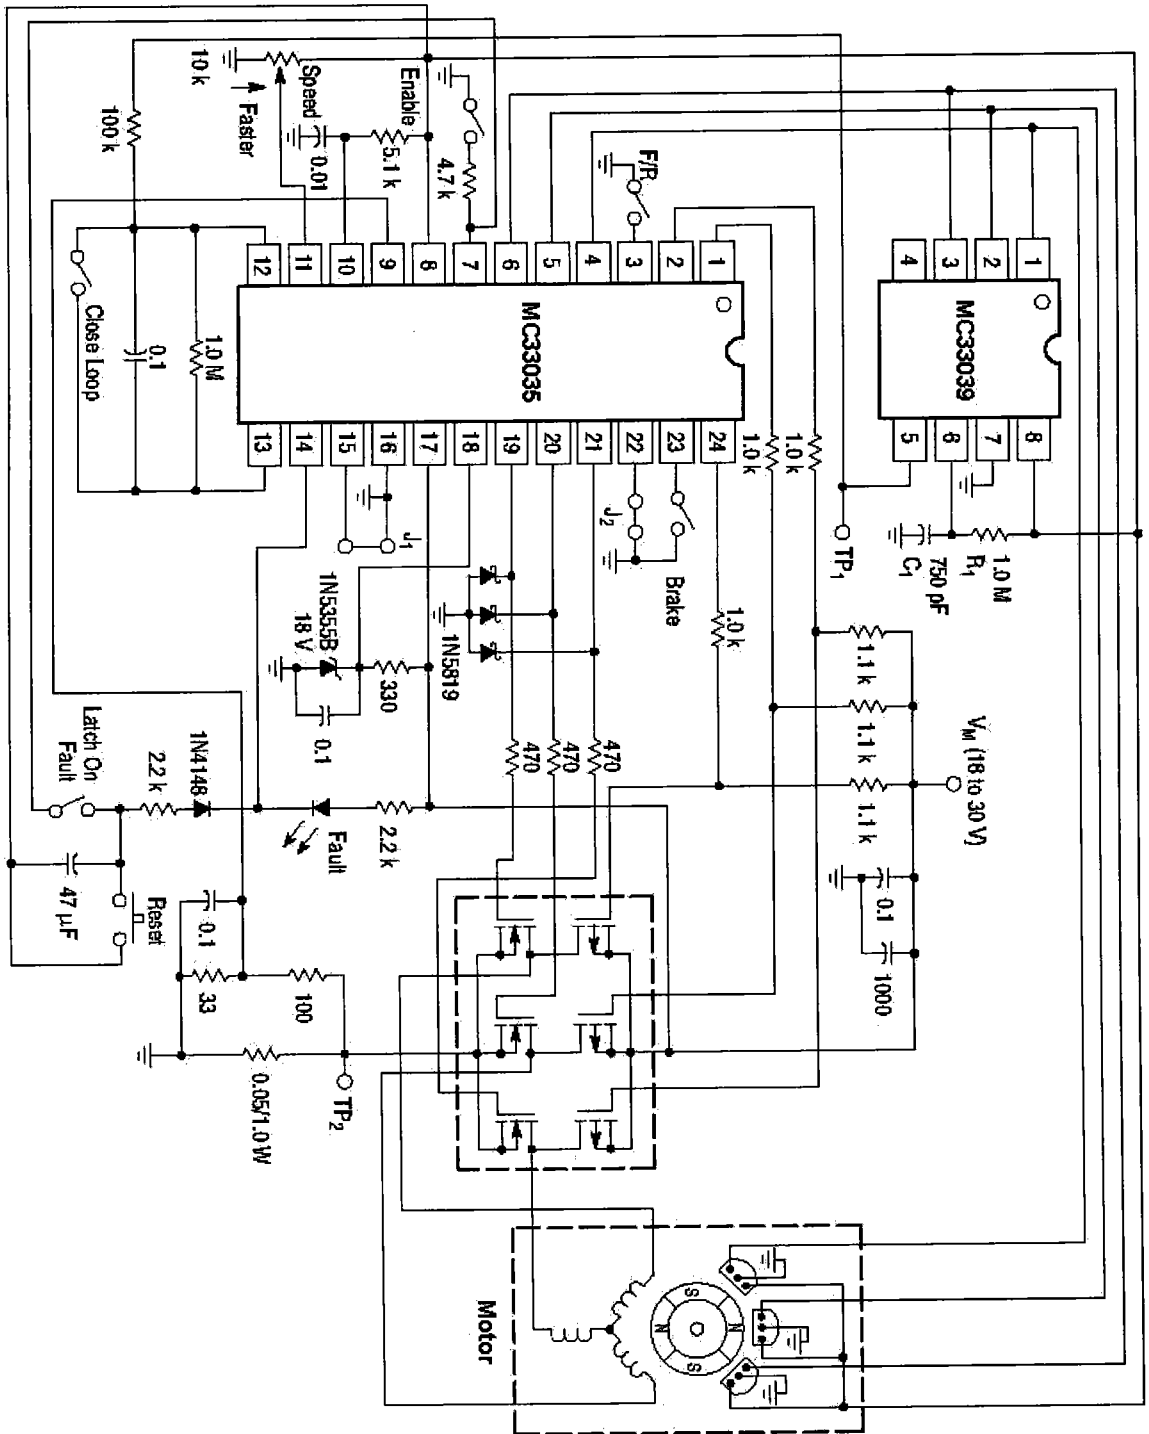 MC33039
1
2
3
4
5
6
7
8
1.0 M
R1
750 pF
C1
TP1
VM (18 to 30 V)
1.1 k
1.1 k
1.1 k
0.1
1000
1.0 k
1.0 k
1.0 k
MC33035
1
2
3
4
5
6
7
8
9
10
11
12
24
23
22
21
20
19
18
17
16
15
14
13
F/R
Enable
4.7 k
5.1 k
0.01
Speed
Faster
10 k
100 k
Brake
J2
J1
1.0 M
0.1
Close Loop
1N5819
470
470
470
330
1N5355B
18 V
0.1
2.2 k
Fault
1N4148
2.2 k
Latch On
Fault
Reset
47 µF
0.1
33
100
TP2
0.05/1.0 W
S
N
N
S
Motor